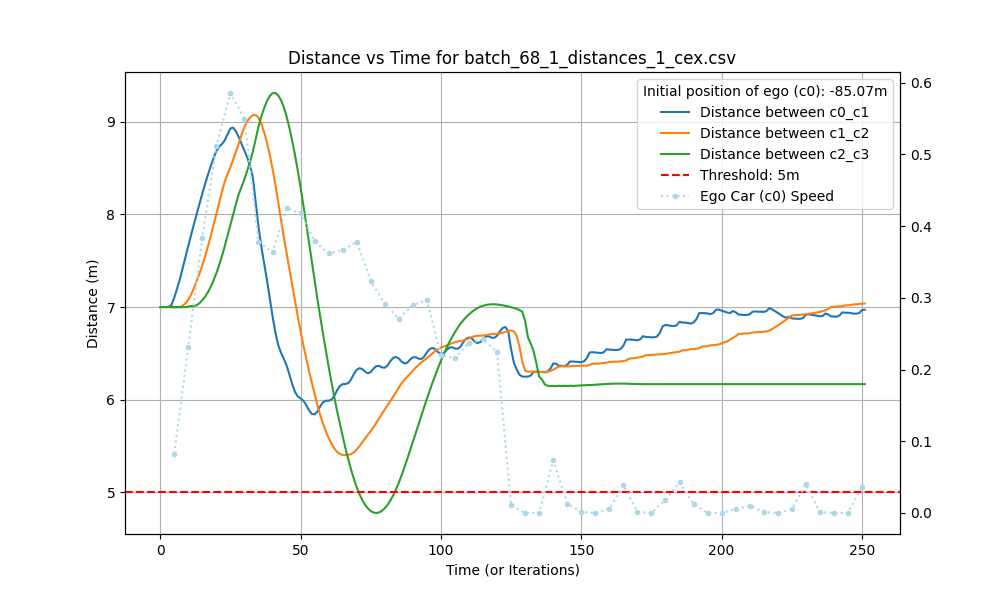 Distance vs Time for batch_68_1_distances_1_cex.csv
Initial position of ego (c0): -85.07m
Distance between c0_c1
Distance between c1_c2
Distance between c2_c3
Threshold: 5m
Ego Car (c0) Speed
Distance (m)
9
8
7
6
5
0.6
0.5
0.4
0.3
0.2
0.1
0.0
0 50 100 150 200 250
Time (or Iterations)